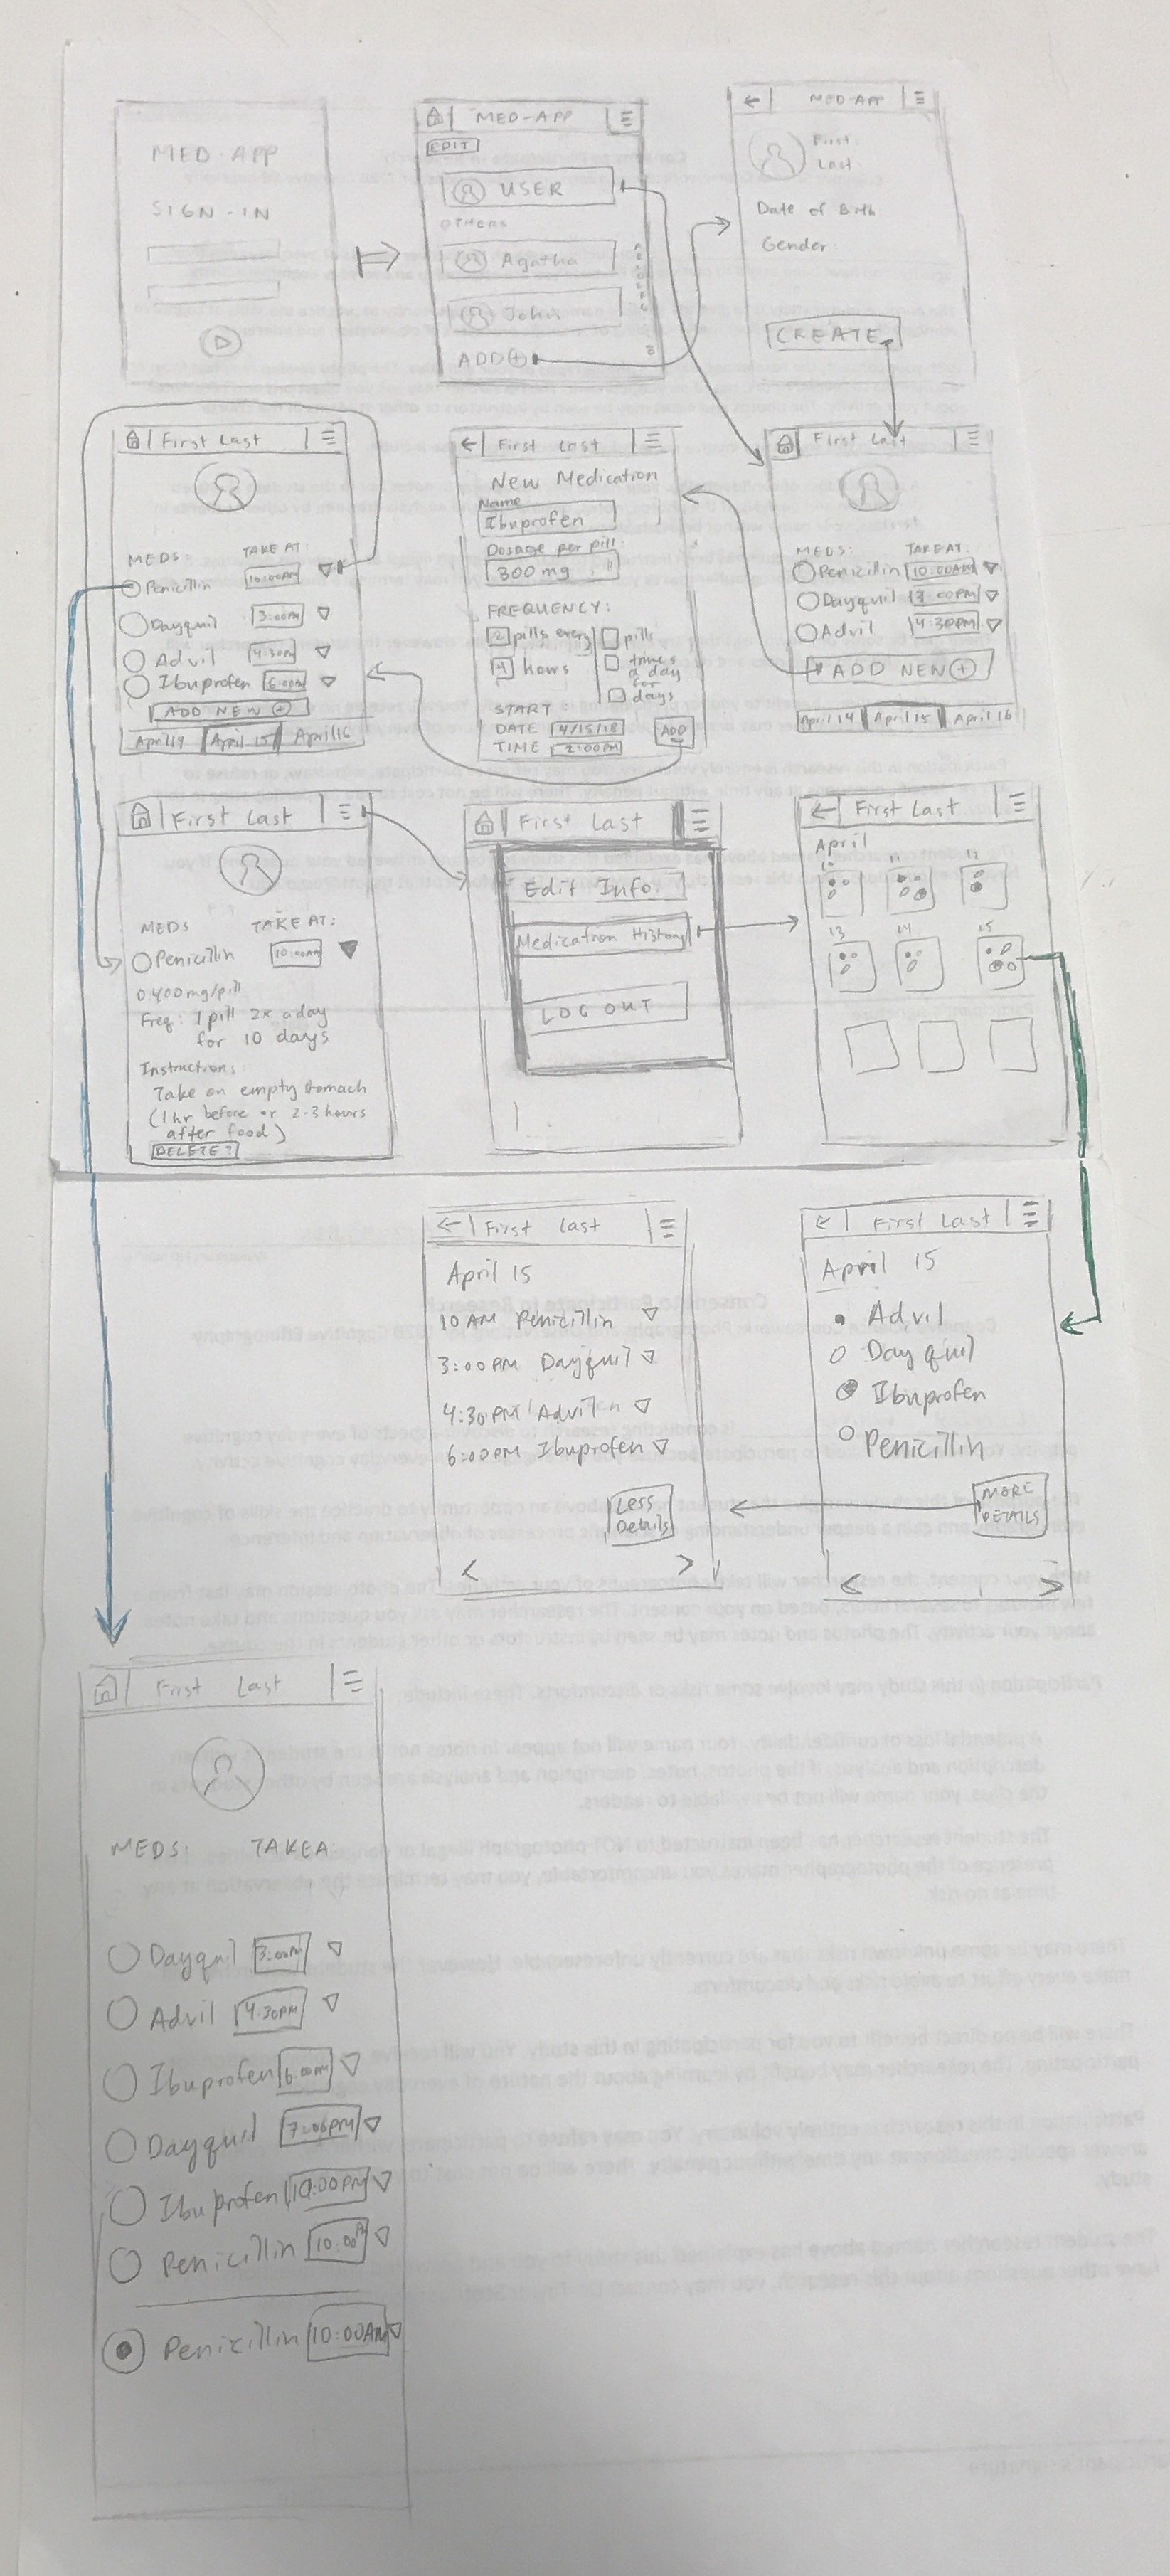 MED-APP
SIGN-IN
MED-APP
EDIT
USER
OTHERS
Agatha
John
ADD
MED-APP
First:
Last:
Date of Birth
Gender:
CREATE
First Last
MEDS: TAKE AT:
Penicillin 10:00AM
Dayquil 3:00PM
Advil 4:30PM
Ibuprofen 6:00PM
ADD NEW
April 14 April 15 April 16
First Last
New Medication
Name
Ibuprofen
Dosage per pill:
300 mg
FREQUENCY:
2 pills every
4 hours
pills
times a day
for
days
START
DATE 4/15/18
TIME 2:00PM
ADD
First Last
MEDS: TAKE AT:
Penicillin 10:00AM
Dayquil 3:00PM
Advil 4:30PM
ADD NEW
April 14 April 15 April 16
First Last
MEDS TAKE AT:
Penicillin 10:00AM
0.400mg/pill
Freq: 1 pill 2x a day
for 10 days
Instructions:
Take on empty stomach
(1 hr before or 2-3 hours
after food)
DELETE?
First Last
Edit Info.
Medication History
LOG OUT
First Last
April
10 11 12
13 14 15
First Last
April 15
10 AM Penicillin
3:00PM Dayquil
4:30PM Advil
6:00PM Ibuprofen
Less
Details
< >
First Last
April 15
Advil
Dayquil
Ibuprofen
Penicillin
MORE
DETAILS
< >
First Last
MEDS: TAKEA
Dayquil 3:00PM
Advil 4:30PM
Ibuprofen 6:00PM
Dayquil 7:00PM
Ibuprofen 10:00PM
Penicillin 10:00P
Penicillin 10:00AM